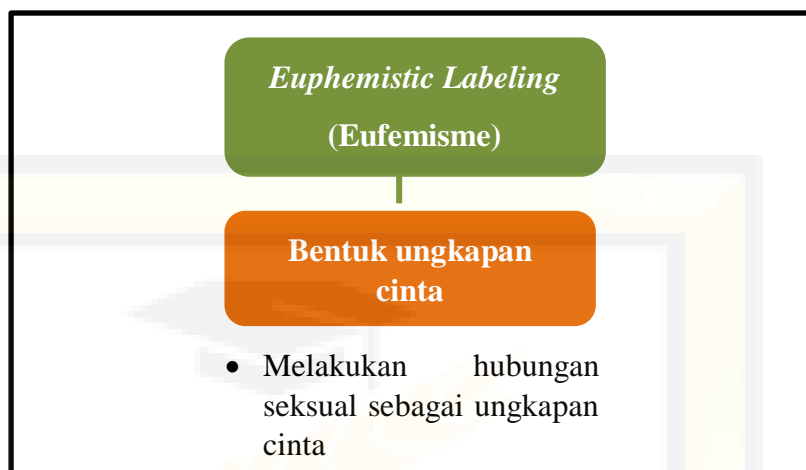 Euphemistic Labeling
(Eufemisme)
Bentuk ungkapan
cinta
• Melakukan hubungan
seksual sebagai ungkapan
cinta